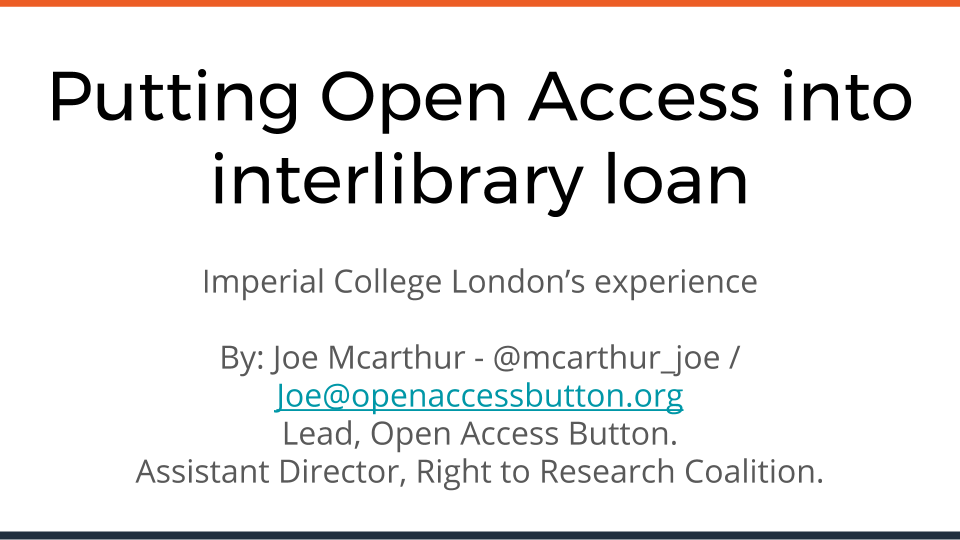 Putting Open Access into
interlibrary loan
Imperial College London’s experience
By: Joe Mcarthur - @mcarthur_joe /
Joe@openaccessbutton.org
Lead, Open Access Button.
Assistant Director, Right to Research Coalition.